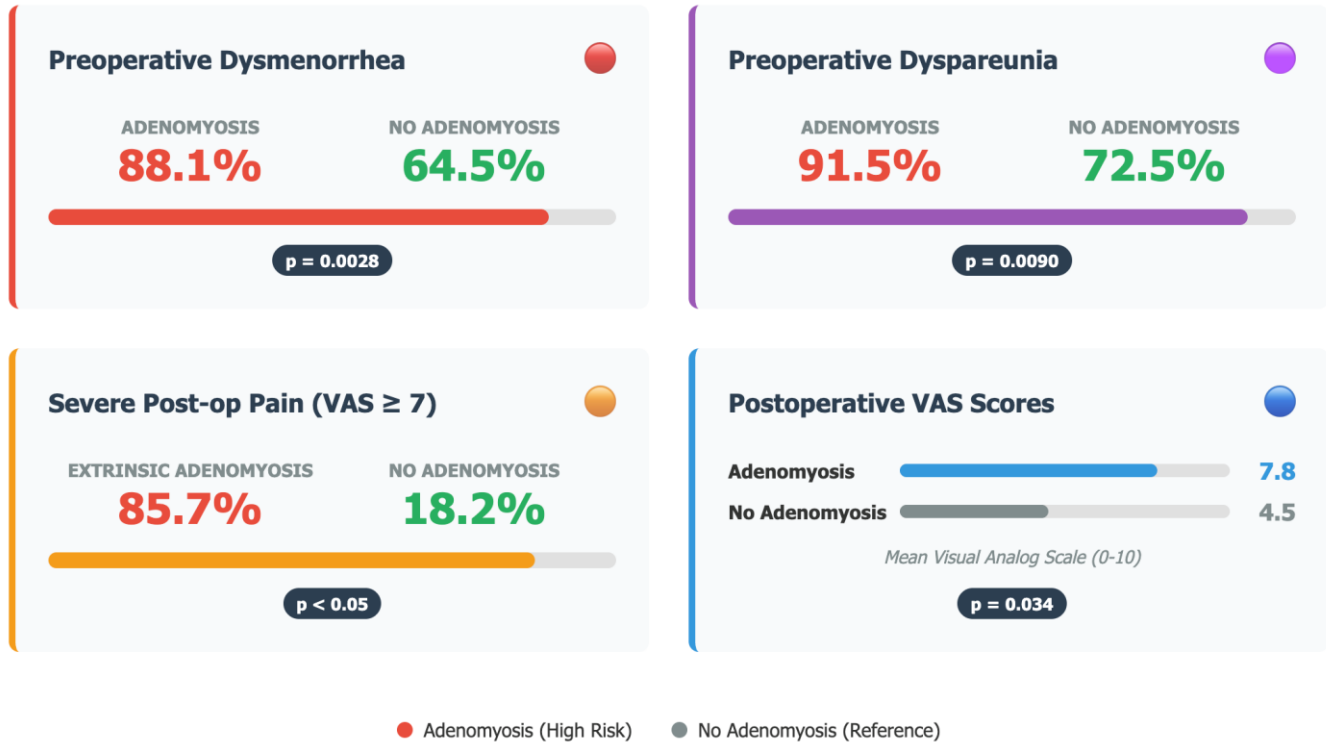 Preoperative Dysmenorrhea
ADENOMYOSIS
NO ADENOMYOSIS
88.1%
64.5%
p = 0.0028
Preoperative Dyspareunia
ADENOMYOSIS
NO ADENOMYOSIS
91.5%
72.5%
p = 0.0090
Severe Post-op Pain (VAS ≥ 7)
EXTRINSIC ADENOMYOSIS
NO ADENOMYOSIS
85.7%
18.2%
p < 0.05
Postoperative VAS Scores
Adenomyosis 7.8
No Adenomyosis 4.5
Mean Visual Analog Scale (0-10)
p = 0.034
Adenomyosis (High Risk) No Adenomyosis (Reference)